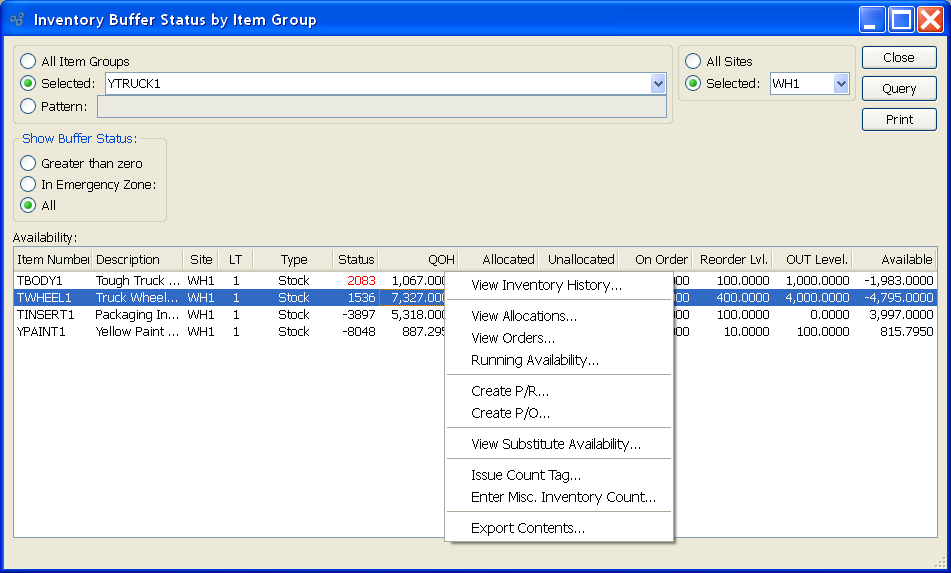 Inventory Buffer Status by Item Group
All Item Groups
Selected: YTRUCK1
Pattern:
All Sites
Selected: WH1
Close
Query
Print
Show Buffer Status:
Greater than zero
In Emergency Zone:
All
Availability:
Item Number Description Site LT Type Status QOH Allocated Unallocated On Order Reorder Lvl. OUT Level. Available
TBODY1 Tough Truck ... WH1 1 Stock 2083 1,067.000 00 100.0000 1,000.0000 -1,983.0000
TWHEEL1 Truck Wheel... WH1 1 Stock 1536 7,327.000 000 400.0000 4,000.0000 -4,795.0000
TINSERT1 Packaging In... WH1 1 Stock -3897 5,318.000 000 100.0000 0.0000 3,997.0000
YPAINT1 Yellow Paint ... WH1 1 Stock -8048 887.295 000 10.0000 100.0000 815.7950
View Inventory History...
View Allocations...
View Orders...
Running Availability...
Create P/R...
Create P/O...
View Substitute Availability...
Issue Count Tag...
Enter Misc. Inventory Count...
Export Contents...